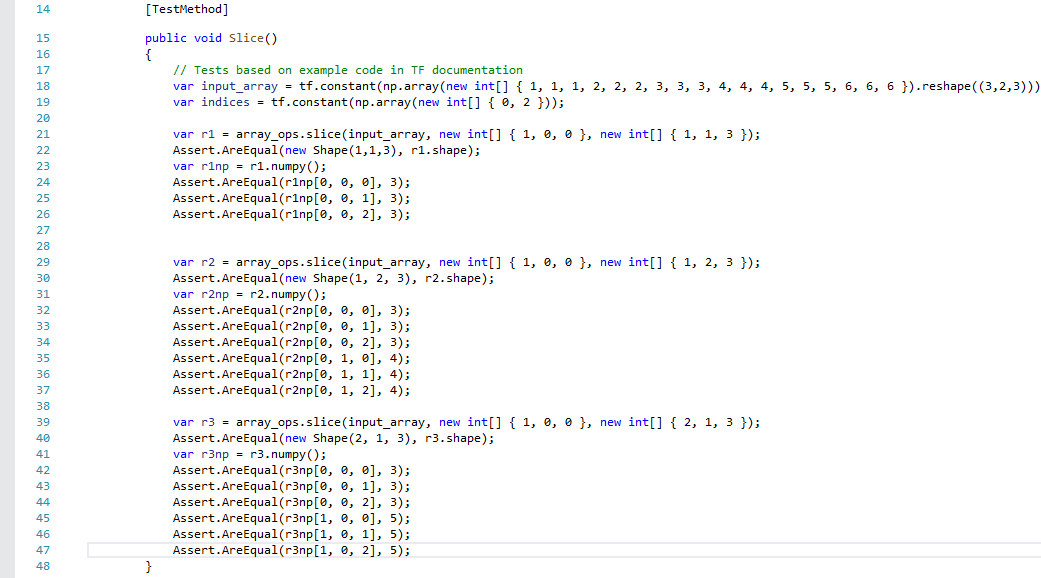 14 [TestMethod]
15 public void Slice()
16 {
17 // Tests based on example code in TF documentation
18 var input_array = tf.constant(np.array(new int[] { 1, 1, 1, 2, 2, 2, 3, 3, 3, 4, 4, 4, 5, 5, 5, 6, 6, 6 }).reshape((3,2,3)))
19 var indices = tf.constant(np.array(new int[] { 0, 2 }));
20
21 var r1 = array_ops.slice(input_array, new int[] { 1, 0, 0 }, new int[] { 1, 1, 3 });
22 Assert.AreEqual(new Shape(1,1,3), r1.shape);
23 var r1np = r1.numpy();
24 Assert.AreEqual(r1np[0, 0, 0], 3);
25 Assert.AreEqual(r1np[0, 0, 1], 3);
26 Assert.AreEqual(r1np[0, 0, 2], 3);
27
28
29 var r2 = array_ops.slice(input_array, new int[] { 1, 0, 0 }, new int[] { 1, 2, 3 });
30 Assert.AreEqual(new Shape(1, 2, 3), r2.shape);
31 var r2np = r2.numpy();
32 Assert.AreEqual(r2np[0, 0, 0], 3);
33 Assert.AreEqual(r2np[0, 0, 1], 3);
34 Assert.AreEqual(r2np[0, 0, 2], 3);
35 Assert.AreEqual(r2np[0, 1, 0], 4);
36 Assert.AreEqual(r2np[0, 1, 1], 4);
37 Assert.AreEqual(r2np[0, 1, 2], 4);
38
39 var r3 = array_ops.slice(input_array, new int[] { 1, 0, 0 }, new int[] { 2, 1, 3 });
40 Assert.AreEqual(new Shape(2, 1, 3), r3.shape);
41 var r3np = r3.numpy();
42 Assert.AreEqual(r3np[0, 0, 0], 3);
43 Assert.AreEqual(r3np[0, 0, 1], 3);
44 Assert.AreEqual(r3np[0, 0, 2], 3);
45 Assert.AreEqual(r3np[1, 0, 0], 5);
46 Assert.AreEqual(r3np[1, 0, 1], 5);
47 Assert.AreEqual(r3np[1, 0, 2], 5);
48 }